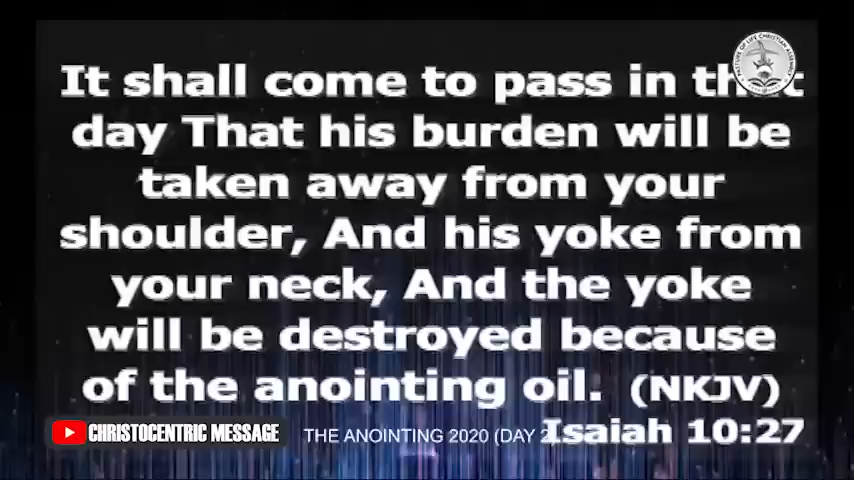 It shall come to pass in that
day That his burden will be
taken away from your
shoulder, And his yoke from
your neck, And the yoke
will be destroyed because
of the anointing oil. (NKJV)
Isaiah 10:27
CHRISTOCENTRIC MESSAGE
THE ANOINTING 2020 (DAY 2